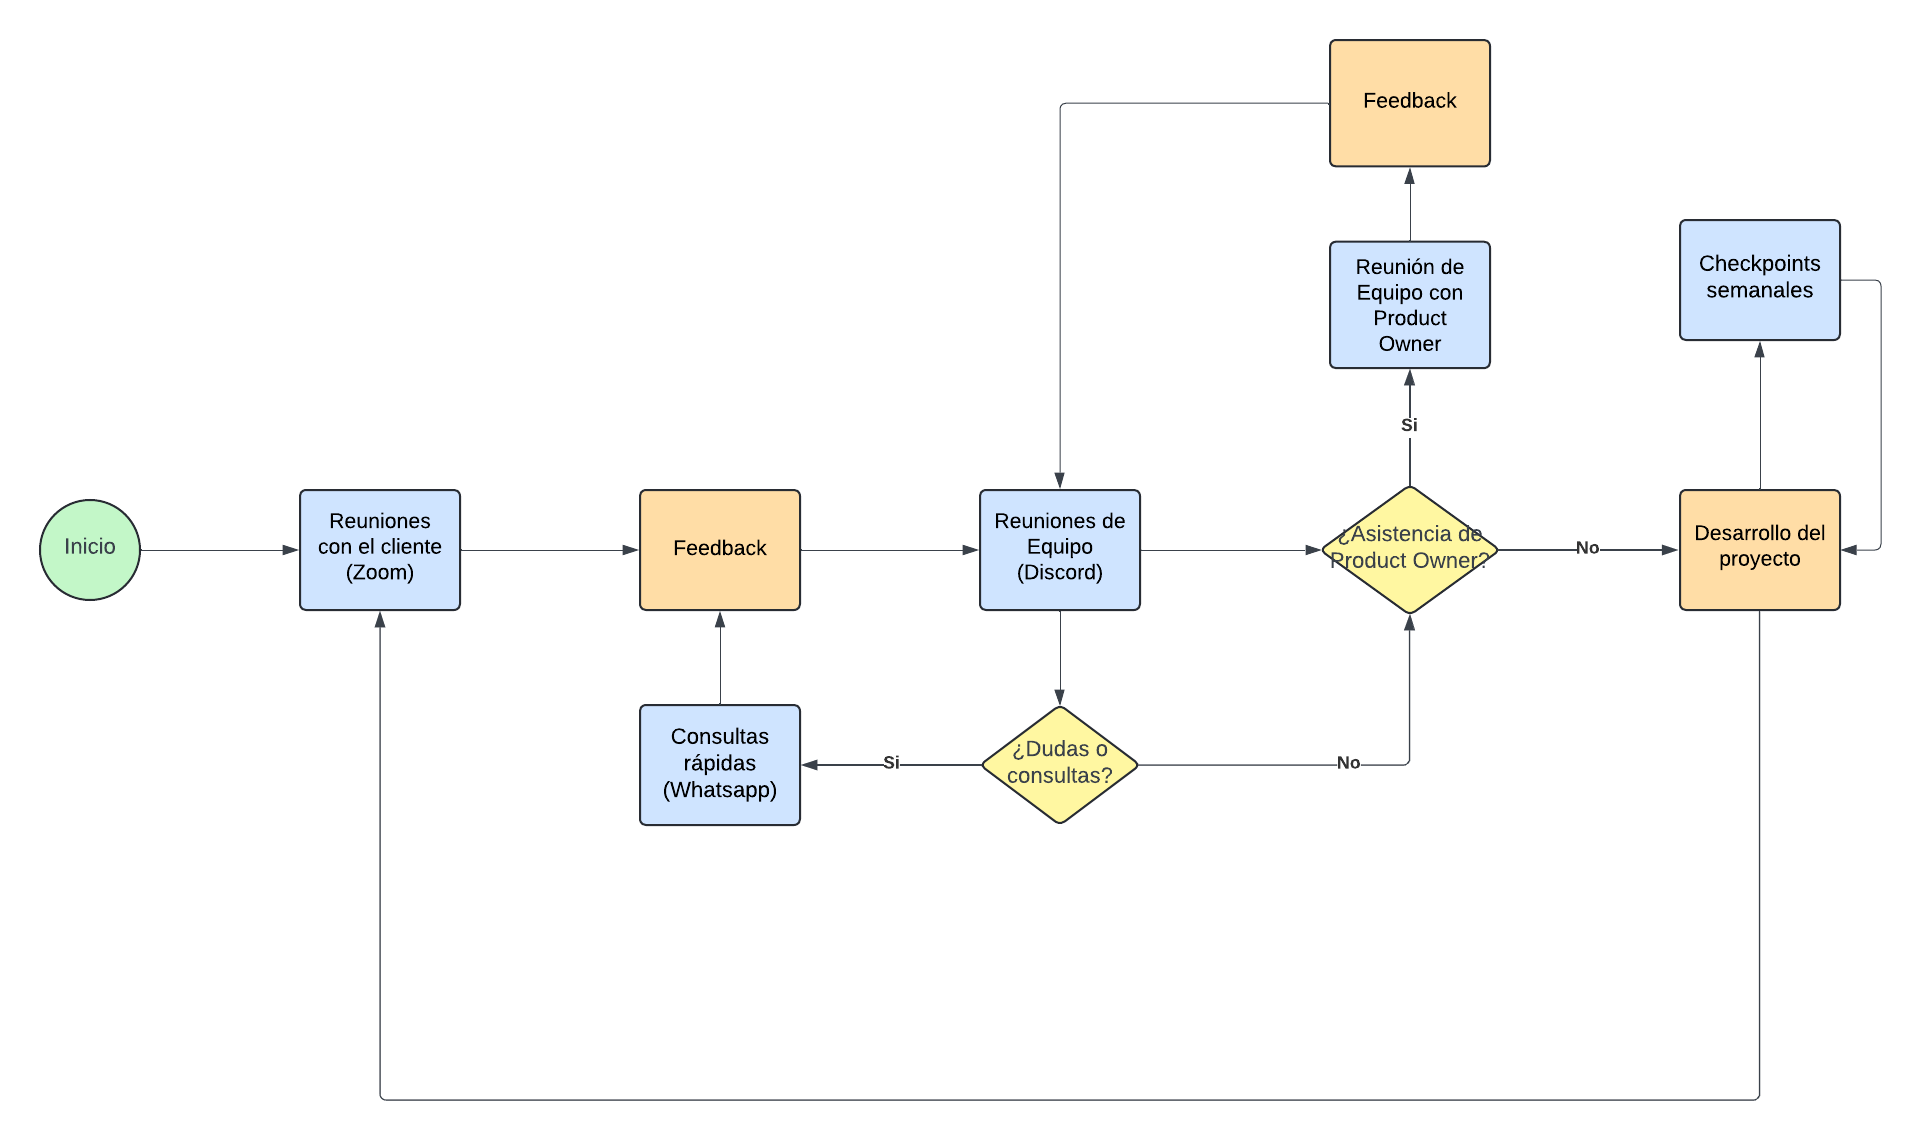 Feedback
Reunión de
Equipo con
Product
Owner
Checkpoints
semanales
Si
Inicio
Reuniones
con el cliente
(Zoom)
Feedback
Reuniones de
Equipo
(Discord)
¿Asistencia de
Product Owner?
No
Desarrollo del
proyecto
Consultas
rápidas
(Whatsapp)
Si
¿Dudas o
consultas?
No